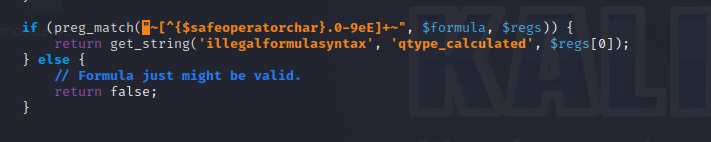 if (preg_match("~[^{$safeoperatorchar}.0-9eE]+~", $formula, $regs)) {
return get_string('illegalformulasyntax', 'qtype_calculated', $regs[0]);
} else {
// Formula just might be valid.
return false;
}
KALI